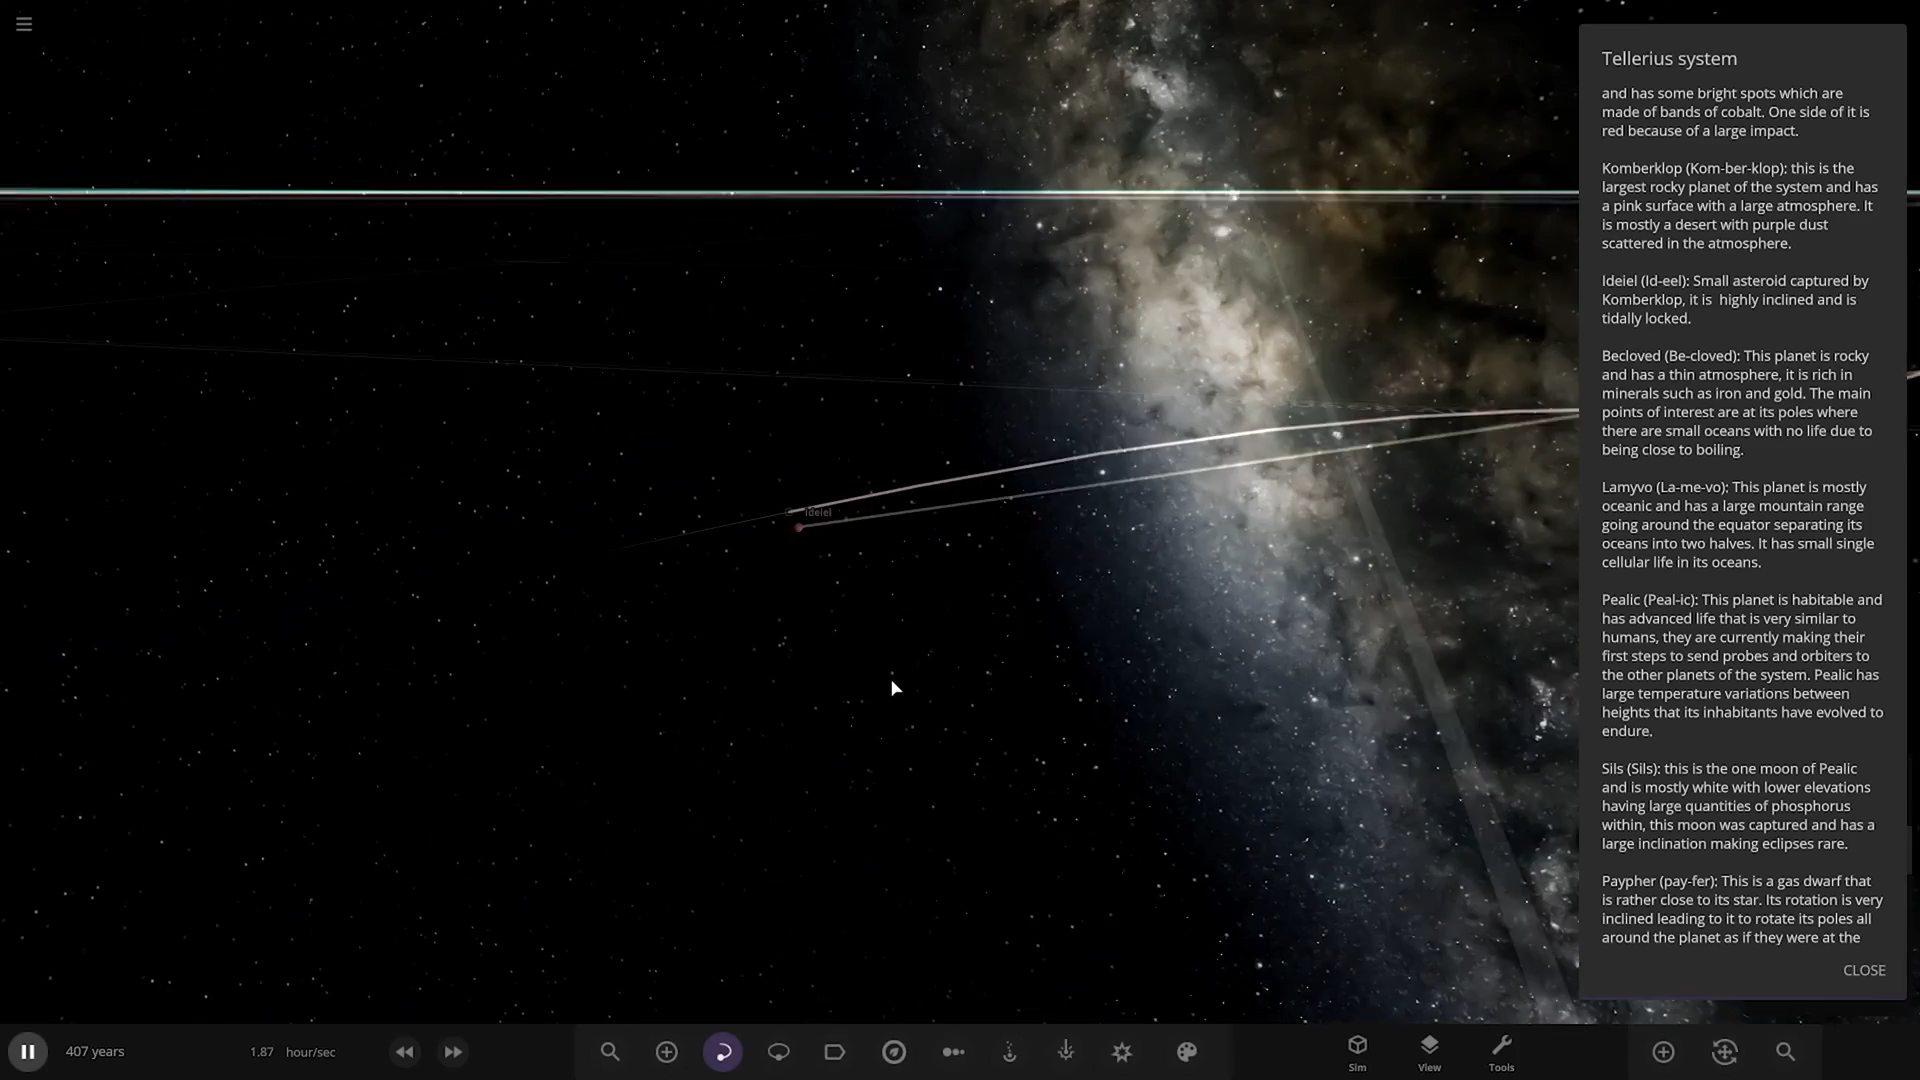 Tellerius system
and has some bright spots which are
made of bands of cobalt. One side of it is
red because of a large impact.
Komberklop (Kom-ber-klop): this is the
largest rocky planet of the system and has
a pink surface with a large atmosphere. It
is mostly a desert with purple dust
scattered in the atmosphere.
Ideiel (Id-eel): Small asteroid captured by
Komberklop, it is  highly inclined and is
tidally locked.
Becloved (Be-cloved): This planet is rocky
and has a thin atmosphere, it is rich in
minerals such as iron and gold. The main
points of interest are at its poles where
there are small oceans with no life due to
being close to boiling.
Lamyvo (La-me-vo): This planet is mostly
oceanic and has a large mountain range
going around the equator separating its
oceans into two halves. It has small single
cellular life in its oceans.
Pealic (Peal-ic): This planet is habitable and
has advanced life that is very similar to
humans, they are currently making their
first steps to send probes and orbiters to
the other planets of the system. Pealic has
large temperature variations between
heights that its inhabitants have evolved to
endure.
Sils (Sils): this is the one moon of Pealic
and is mostly white with lower elevations
having large quantities of phosphorus
within, this moon was captured and has a
large inclination making eclipses rare.
Paypher (pay-fer): This is a gas dwarf that
is rather close to its star. Its rotation is very
inclined leading to it to rotate its poles all
around the planet as if they were at the
CLOSE
Ideiel
407 years
1.87 hour/sec
Sim
View
Tools